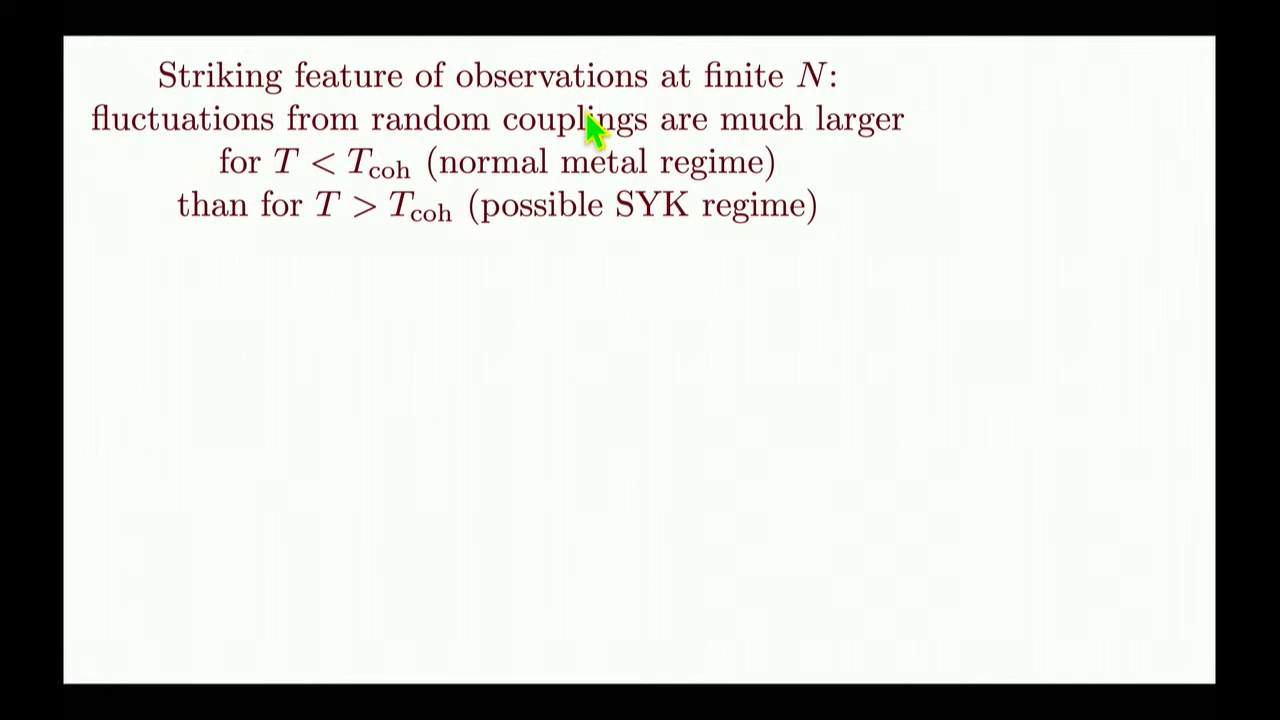 Striking feature of observations at finite N:
fluctuations from random couplings are much larger
for T < T_coh (normal metal regime)
than for T > T_coh (possible SYK regime)